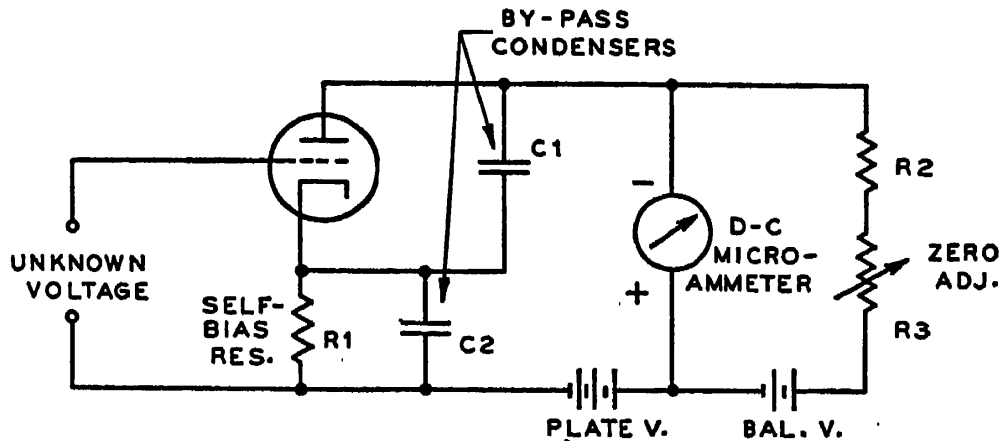 BY-PASS
CONDENSERS
C1
R2
-
D-C
MICRO-
AMMETER
+
ZERO
ADJ.
R3
UNKNOWN
VOLTAGE
SELF-
BIAS
RES.
R1
C2
PLATE V.
BAL. V.